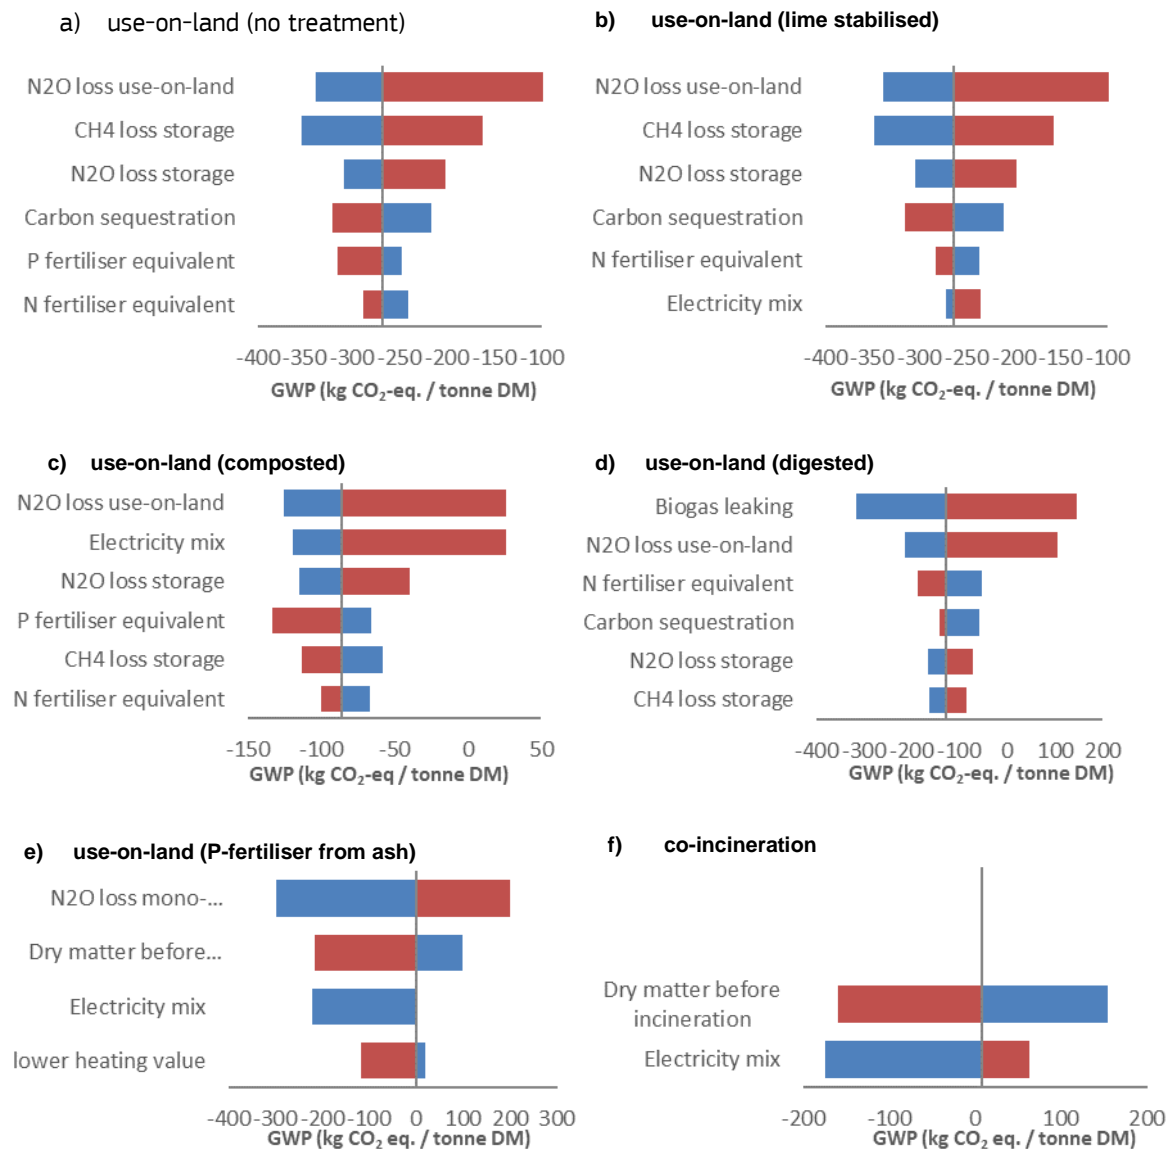 a) use-on-land (no treatment)
N2O loss use-on-land
CH4 loss storage
N2O loss storage
Carbon sequestration
P fertiliser equivalent
N fertiliser equivalent
-400 -350 -300 -250 -200 -150 -100
GWP (kg CO₂-eq. / tonne DM)
b) use-on-land (lime stabilised)
N2O loss use-on-land
CH4 loss storage
N2O loss storage
Carbon sequestration
N fertiliser equivalent
Electricity mix
-400 -350 -300 -250 -200 -150 -100
GWP (kg CO₂-eq. / tonne DM)
c) use-on-land (composted)
N2O loss use-on-land
Electricity mix
N2O loss storage
P fertiliser equivalent
CH4 loss storage
N fertiliser equivalent
-150 -100 -50 0 50
GWP (kg CO₂-eq / tonne DM)
d) use-on-land (digested)
Biogas leaking
N2O loss use-on-land
N fertiliser equivalent
Carbon sequestration
N2O loss storage
CH4 loss storage
-400 -300 -200 -100 0 100 200
GWP (kg CO₂-eq. / tonne DM)
e) use-on-land (P-fertiliser from ash)
N2O loss mono-...
Dry matter before...
Electricity mix
lower heating value
-400 -300 -200 -100 0 100 200 300
GWP (kg CO₂ eq. / tonne DM)
f) co-incineration
Dry matter before
incineration
Electricity mix
-200 -100 0 100 200
GWP (kg CO₂ eq. / tonne DM)